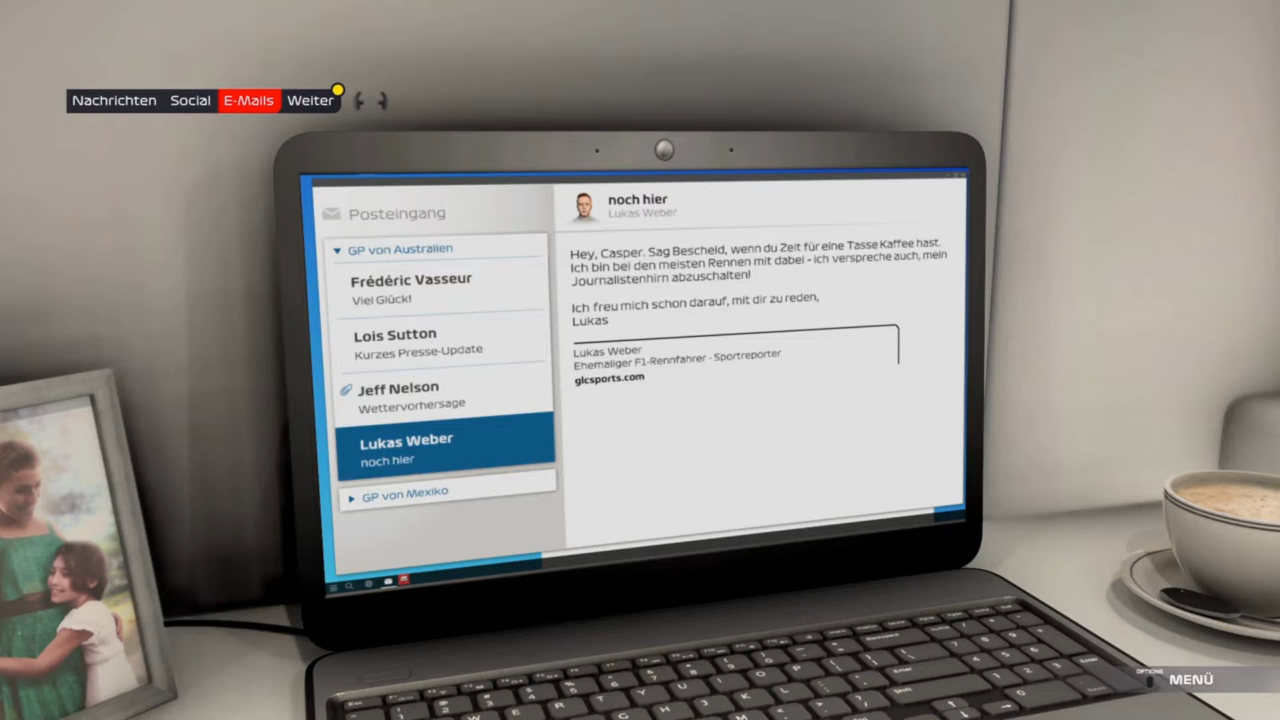 Nachrichten Social E-Mails Weiter
Posteingang
GP von Australien
Frédéric Vasseur
Viel Glück!
Lois Sutton
Kurzes Presse-Update
Jeff Nelson
Wettervorhersage
Lukas Weber
noch hier
GP von Mexiko
noch hier
Lukas Weber
Hey, Casper. Sag Bescheid, wenn du Zeit für eine Tasse Kaffee hast.
Ich bin bei den meisten Rennen mit dabei - ich verspreche auch, mein
Journalistenhirn abzuschalten!
Ich freu mich schon darauf, mit dir zu reden,
Lukas
Lukas Weber
Ehemaliger F1-Rennfahrer - Sportreporter
glcsports.com
OPTIONS
MENÜ